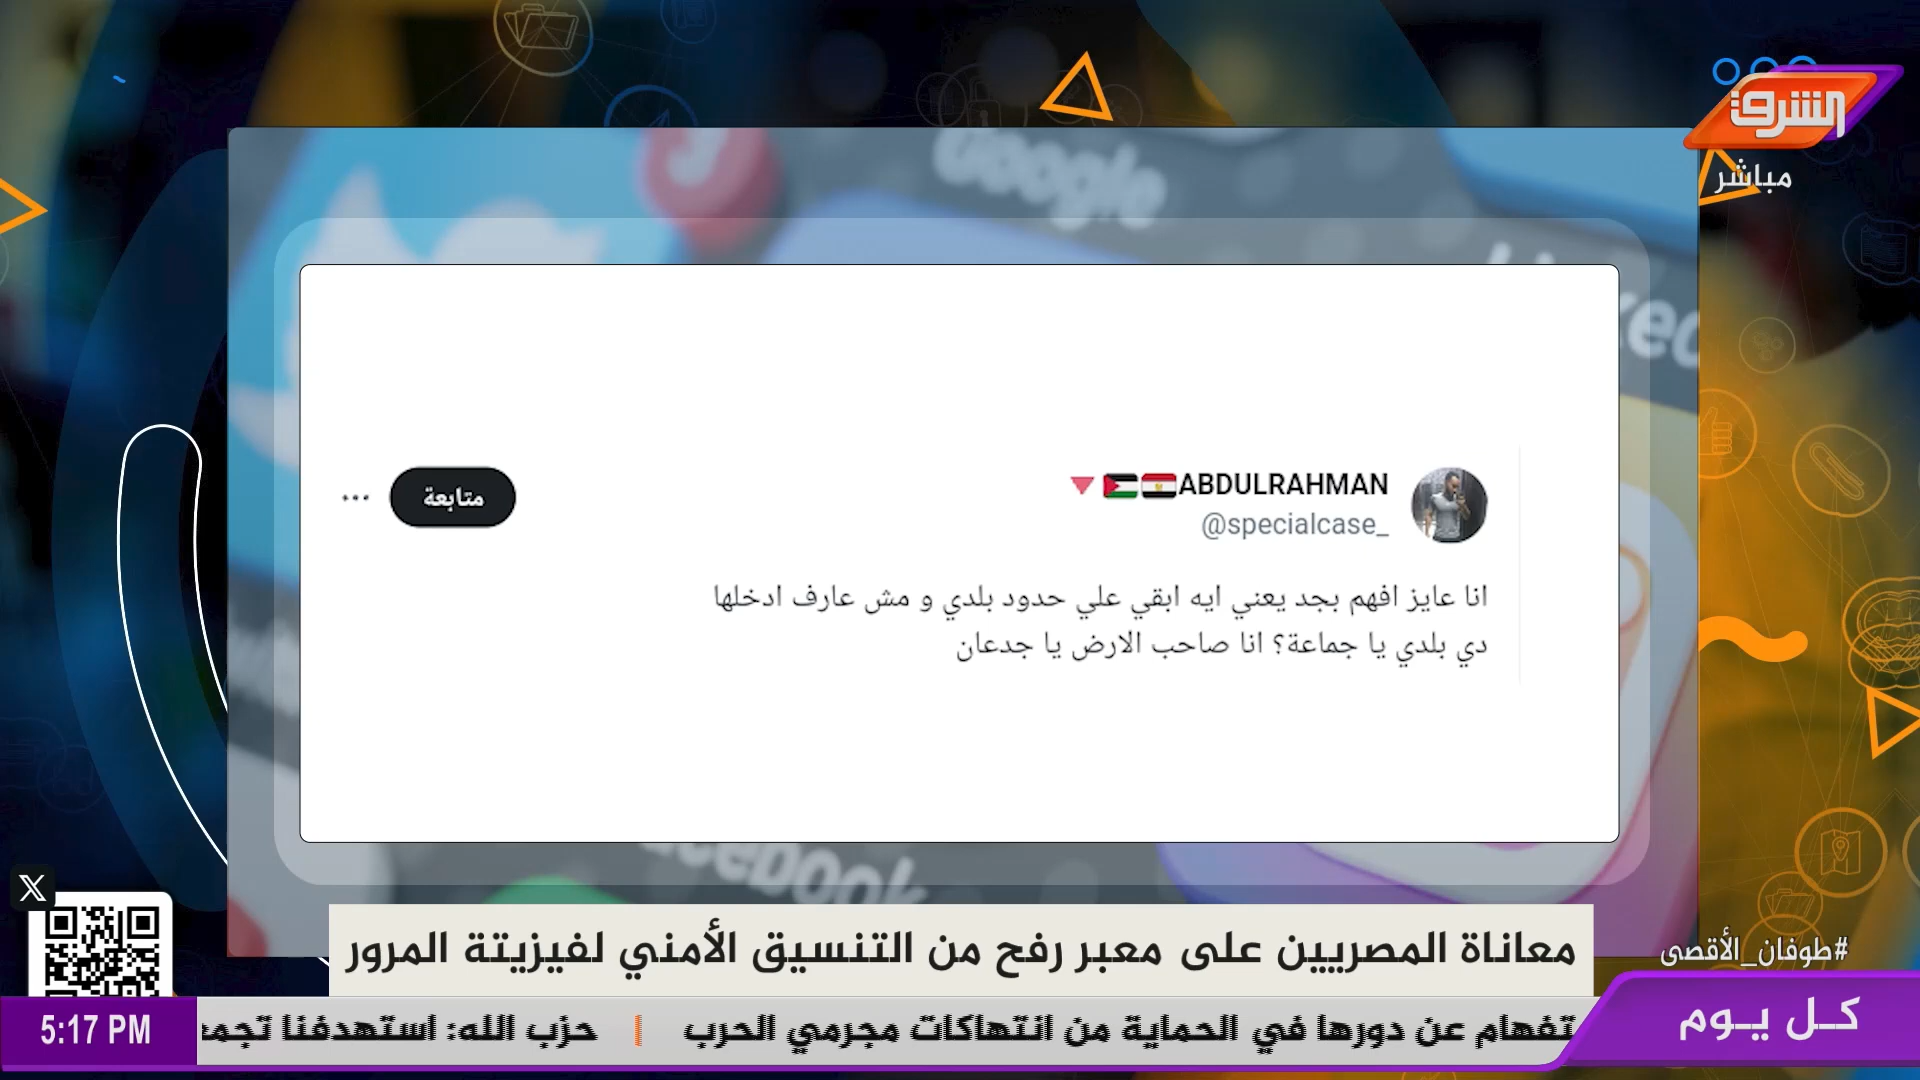 الشرق
مباشر
Google
ABDULRAHMAN🇪🇬🇵🇸🔻
@specialcase_
متابعة
انا عايز افهم بجد يعني ايه ابقي علي حدود بلدي و مش عارف ادخلها
دي بلدي يا جماعة؟ انا صاحب الارض يا جدعان
معاناة المصريين على معبر رفح من التنسيق الأمني لفيزيتة المرور
#طوفان_الأقصى
كل يوم
تفهام عن دورها في الحماية من انتهاكات مجرمي الحرب | حزب الله: استهدفنا تجمع
5:17 PM